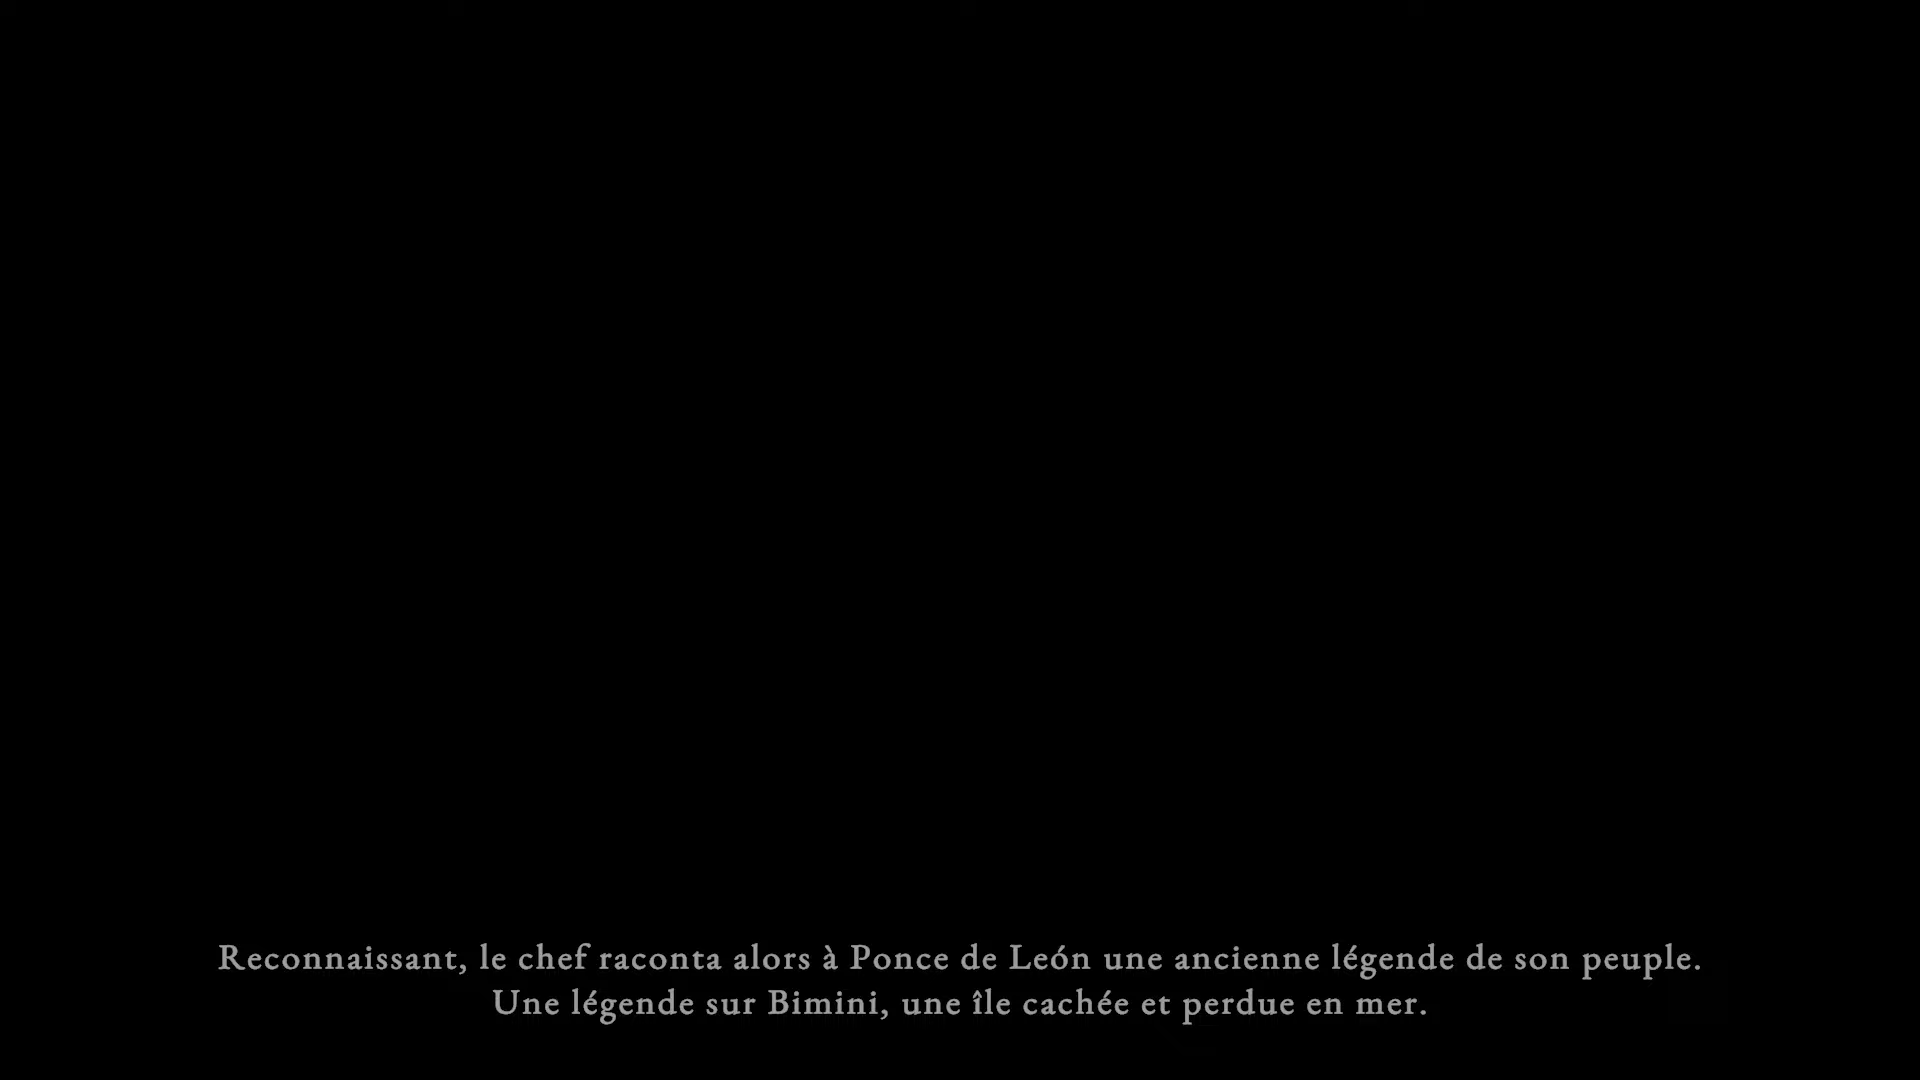 Reconnaissant, le chef raconta alors à Ponce de León une ancienne légende de son peuple.
Une légende sur Bimini, une île cachée et perdue en mer.